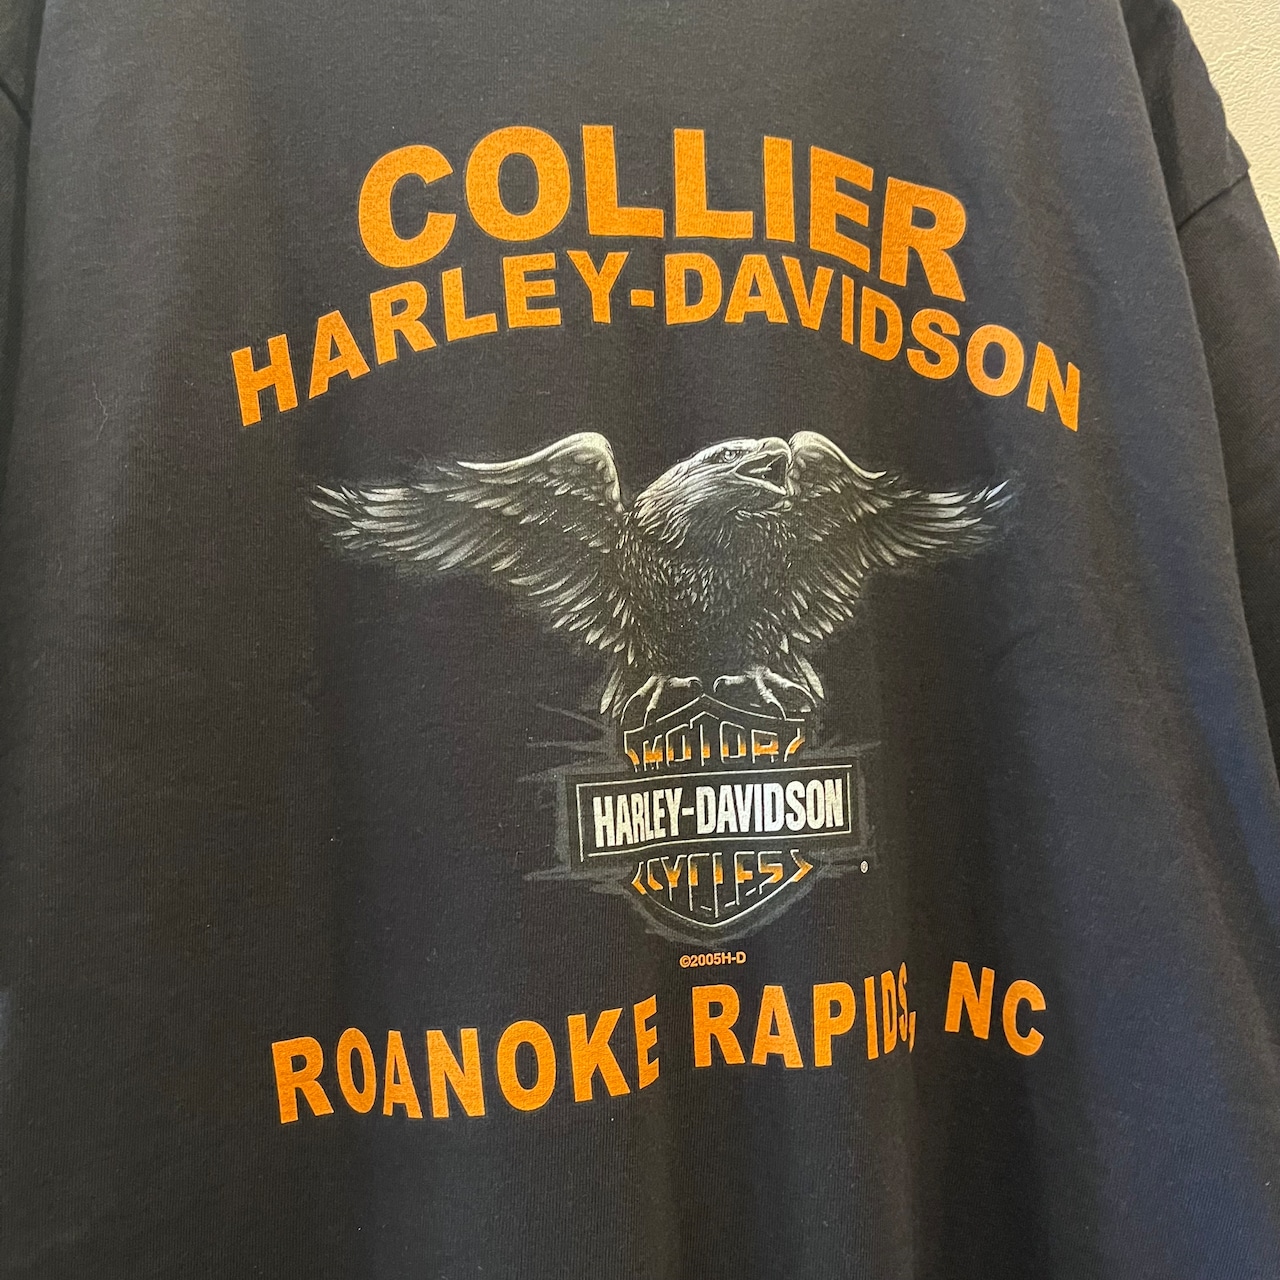 COLLIER
HARLEY-DAVIDSON
MOTOR
HARLEY-DAVIDSON
CYCLES
®
©2005H-D
ROANOKE RAPIDS, NC